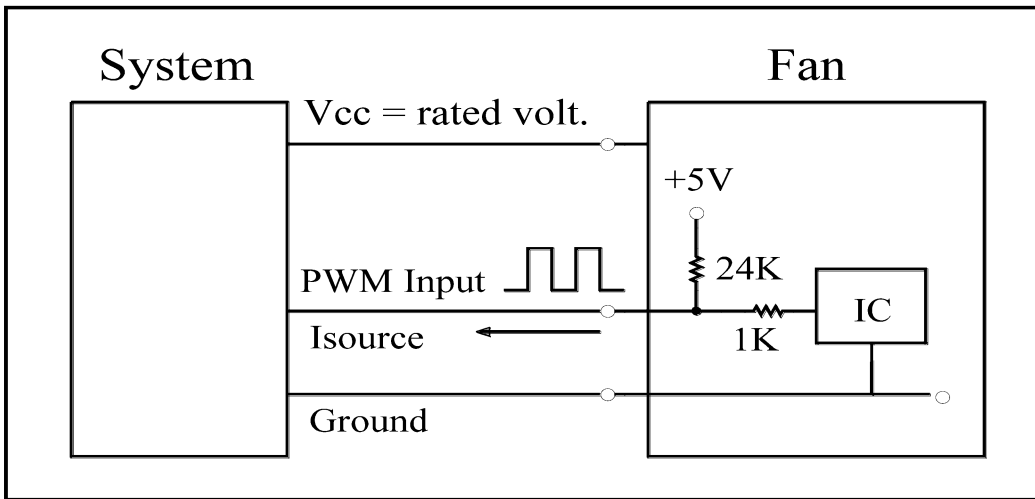 System
Fan
Vcc = rated volt.
+5V
24K
PWM Input
IC
1K
Isource
Ground